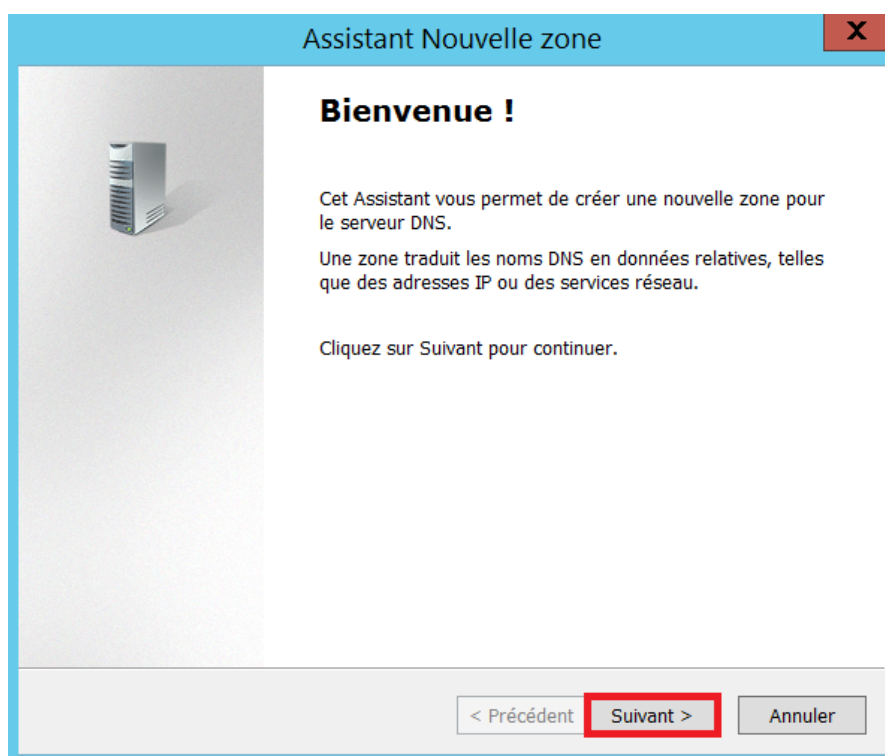 Assistant Nouvelle zone
X
Bienvenue !
Cet Assistant vous permet de créer une nouvelle zone pour
le serveur DNS.
Une zone traduit les noms DNS en données relatives, telles
que des adresses IP ou des services réseau.
Cliquez sur Suivant pour continuer.
< Précédent Suivant > Annuler